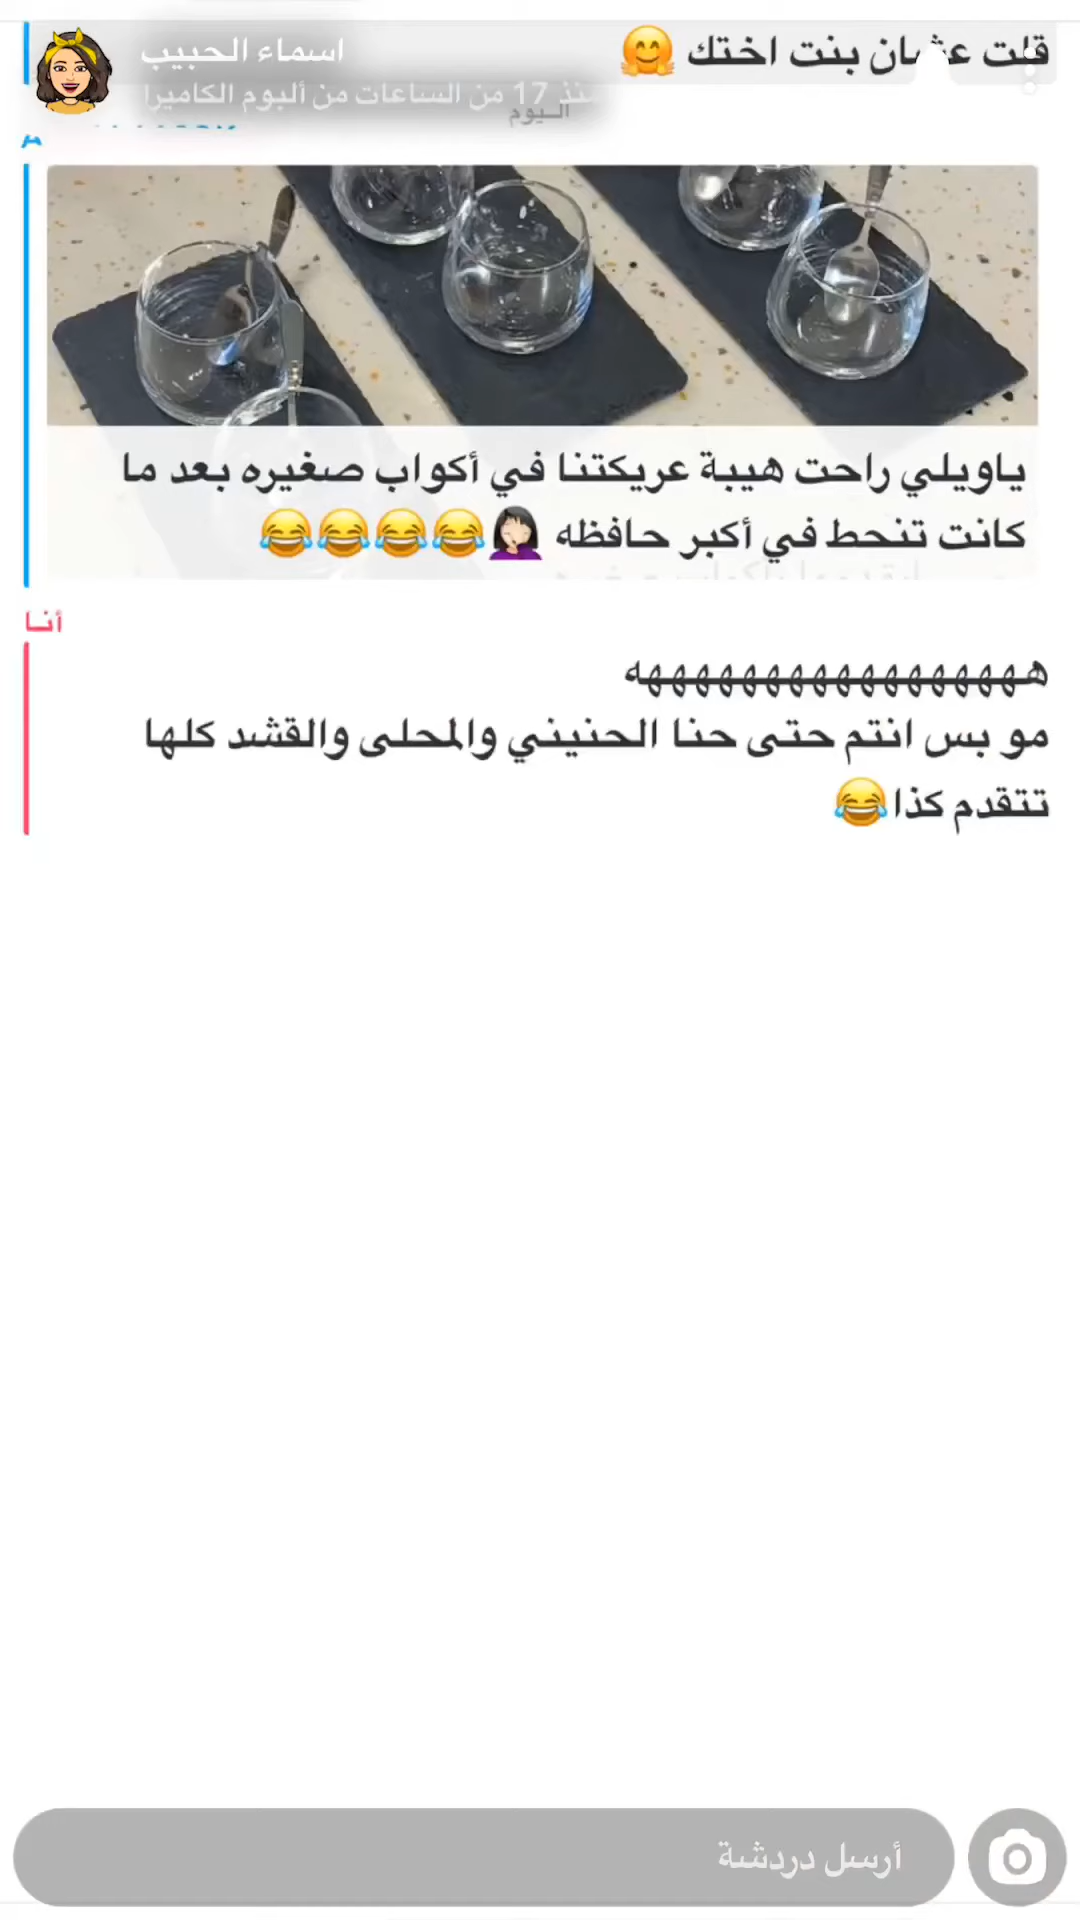 قلت عشان بنت اختك 🤗
اسماء الحبيب
منذ 17 من الساعات من ألبوم الكاميرا
اليوم
ياويلي راحت هيبة عريكتنا في أكواب صغيره بعد ما
كانت تنحط في أكبر حافظه 🤦🏻‍♀️😂😂😂😂
أنا
هههههههههههههههههه
مو بس انتم حتى حنا الحنيني والمحلى والقشد كلها
تتقدم كذا😂
أرسل دردشة